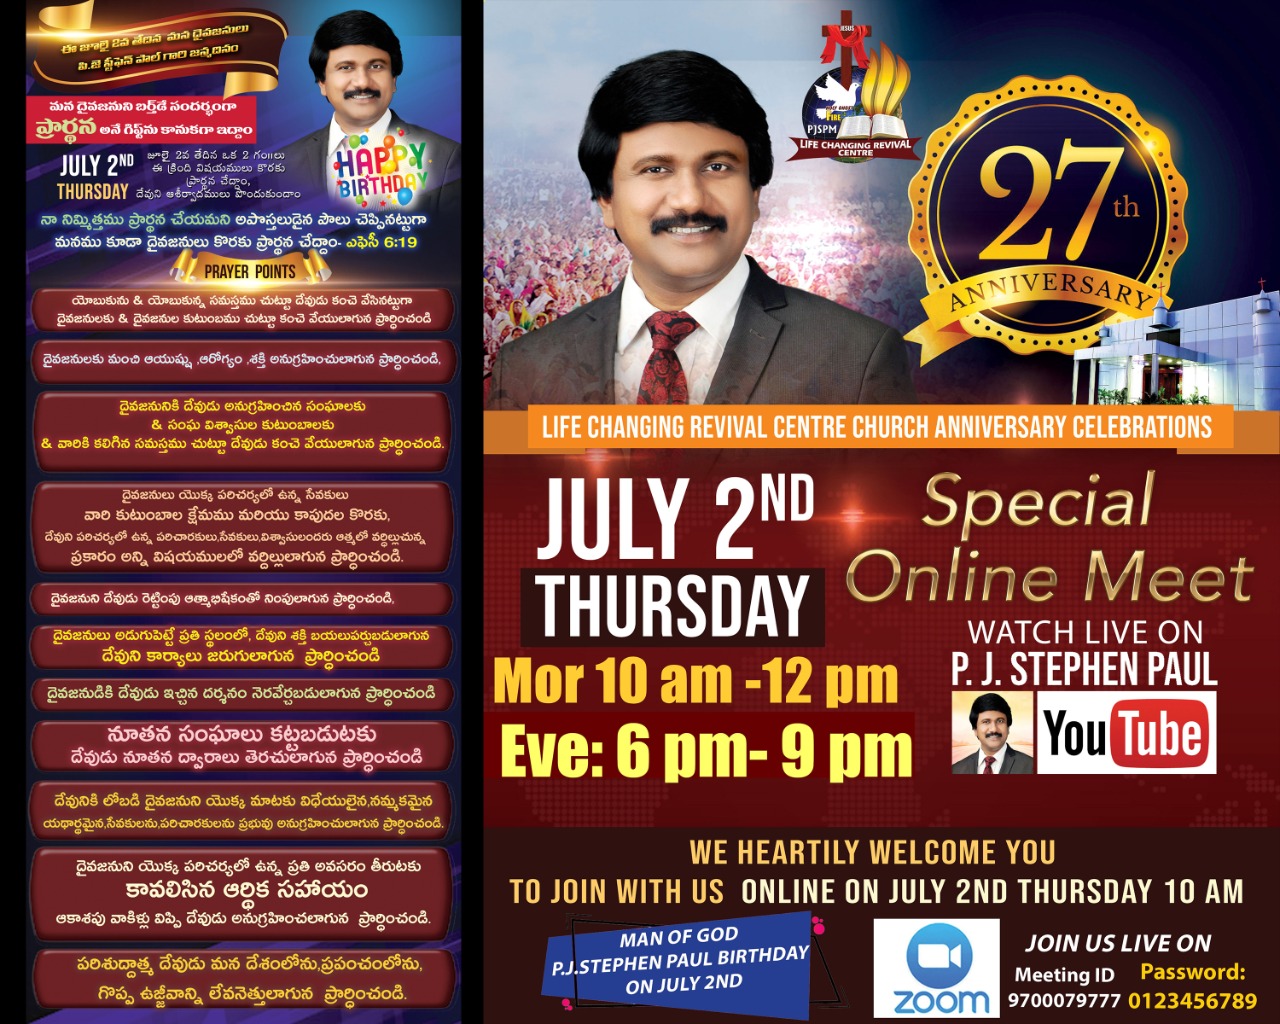 ఈ జూలై 2వ తేదిన మన దైవజనులు
పి.జె స్టీఫెన్ పాల్ గారి జన్మదినం
మన దైవజనుని బర్త్‌డే సందర్భంగా
ప్రార్థన అనే గిఫ్ట్‌ను కానుకగా ఇద్దాం
JULY 2ND
THURSDAY
జూలై 2వ తేదిన ఒక 2 గం॥లు
ఈ క్రింది విషయములు కొరకు
ప్రార్థన చేద్దాం,
దేవుని ఆశీర్వాదములు పొందుకుందాం
HAPPY
BIRTHDAY
నా నిమ్మిత్తము ప్రార్థన చేయమని అపొస్తలుడైన పౌలు చెప్పినట్టుగా
మనము కూడా దైవజనులు కొరకు ప్రార్థన చేద్దాం- ఎఫెసీ 6:19
PRAYER POINTS
యోబుకును & యోబుకున్న సమస్తము చుట్టూ దేవుడు కంచె వేసినట్టుగా
దైవజనులకు & దైవజనుల కుటుంబము చుట్టూ కంచె వేయులాగున ప్రార్ధించండి
దైవజనులకు మంచి ఆయుష్షు ,ఆరోగ్యం ,శక్తి అనుగ్రహించులాగున ప్రార్ధించండి,
దైవజనునికి దేవుడు అనుగ్రహించిన సంఘాలకు
& సంఘ విశ్వాసుల కుటుంబాలకు
& వారికి కలిగిన సమస్తము చుట్టూ దేవుడు కంచె వేయులాగున ప్రార్ధించండి.
దైవజనులు యొక్క పరిచర్యలో ఉన్న సేవకులు
వారి కుటుంబాల క్షేమము మరియు కాపుదల కొరకు,
దేవుని పరిచర్యలో ఉన్న పరిచారకులు,సేవకులు,విశ్వాసులందరు ఆత్మలో వర్ధిల్లుచున్న
ప్రకారం అన్ని విషయములలో వర్దిల్లులాగున ప్రార్ధించండి.
దైవజనుని దేవుడు రెట్టింపు ఆత్మాభిషేకంతో నింపులాగున ప్రార్ధించండి,
దైవజనులు అడుగుపెట్టే ప్రతి స్థలంలో, దేవుని శక్తి బయలుపర్చుబడులాగున
దేవుని కార్యాలు జరుగులాగున ప్రార్ధించండి
దైవజనుడికి దేవుడు ఇచ్చిన దర్శనం నెరవేర్చబడులాగున ప్రార్ధించండి
నూతన సంఘాలు కట్టబడుటకు
దేవుడు నూతన ద్వారాలు తెరచులాగున ప్రార్ధించండి
దేవునికి లోబడి దైవజనుని యొక్క మాటకు విధేయులైన,నమ్మకమైన
యథార్థమైన,సేవకులను,పరిచారకులను ప్రభువు అనుగ్రహించులాగున ప్రార్ధించండి.
దైవజనుని యొక్క పరిచర్యలో ఉన్న ప్రతి అవసరం తీరుటకు
కావలిసిన ఆర్థిక సహాయం
ఆకాశపు వాకిళ్లు విప్పి దేవుడు అనుగ్రహించలాగున ప్రార్ధించండి.
పరిశుద్ధాత్మ దేవుడు మన దేశంలోను,ప్రపంచంలోను,
గొప్ప ఉజ్జీవాన్ని లేవనెత్తులాగున ప్రార్ధించండి.
JESUS
HOLY GHOST
FIRE
PJSPM
LIFE CHANGING REVIVAL
CENTRE
27th
ANNIVERSARY
LIFE CHANGING REVIVAL CENTRE CHURCH ANNIVERSARY CELEBRATIONS
JULY 2ND
THURSDAY
Mor 10 am -12 pm
Eve: 6 pm- 9 pm
Special
Online Meet
WATCH LIVE ON
P. J. STEPHEN PAUL
YouTube
WE HEARTILY WELCOME YOU
TO JOIN WITH US ONLINE ON JULY 2ND THURSDAY 10 AM
MAN OF GOD
P.J.STEPHEN PAUL BIRTHDAY
ON JULY 2ND
zoom
JOIN US LIVE ON
Meeting ID Password:
9700079777 0123456789